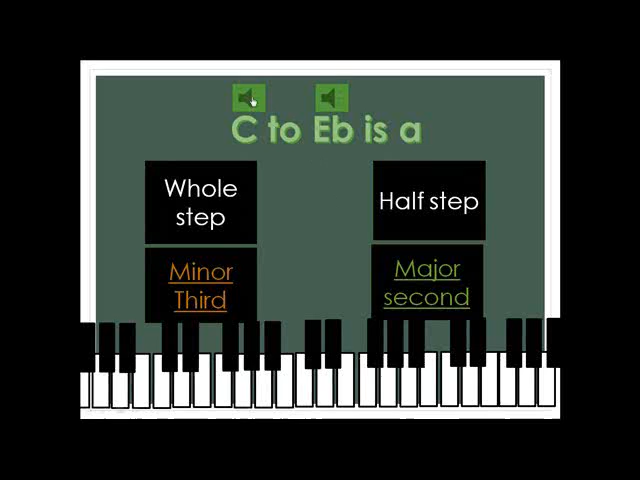 C to Eb is a
Whole
step
Half step
Minor
Third
Major
second